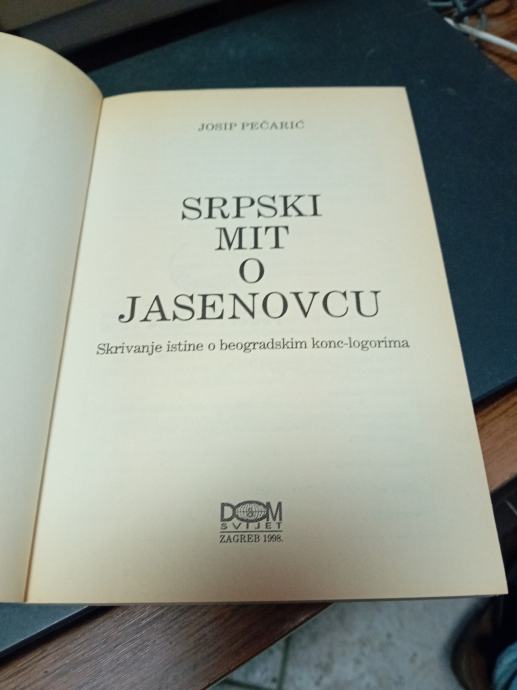 JOSIP PEČARIĆ
SRPSKI
MIT
O
JASENOVCU
Skrivanje istine o beogradskim konc-logorima
DOM
SVIJET
ZAGREB 1998.